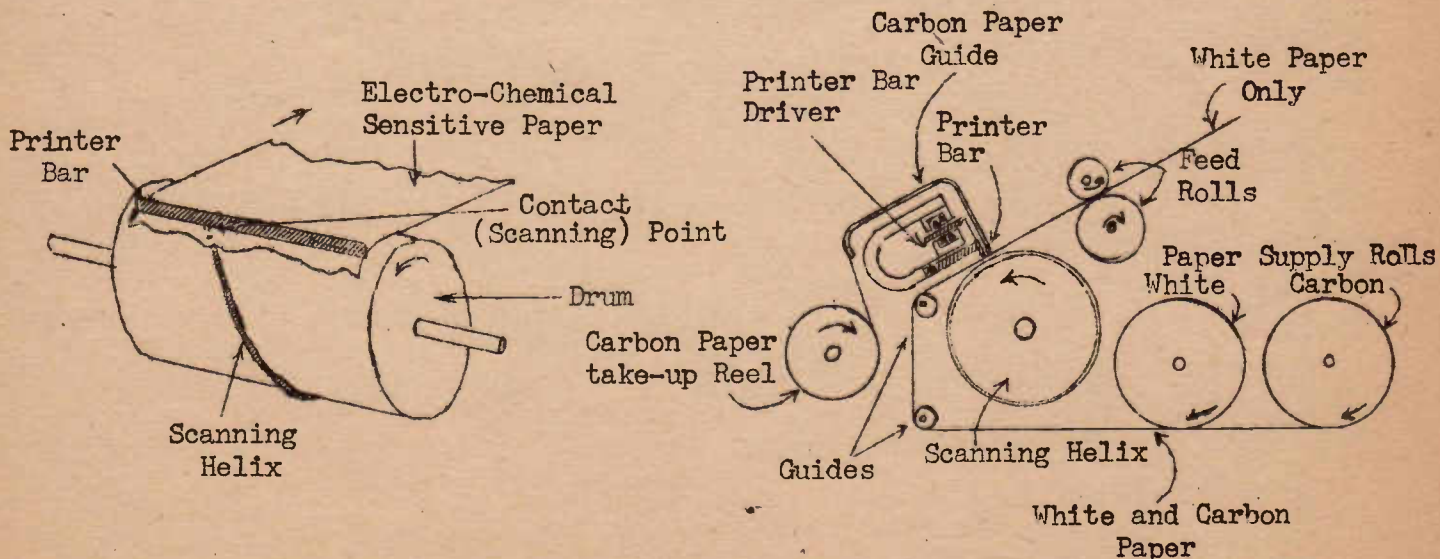 Electro-Chemical
Sensitive Paper
Printer
Bar
Contact
(Scanning) Point
Drum
Scanning
Helix
Carbon Paper
Guide
Printer Bar
Driver
Printer
Bar
White Paper
Only
Feed
Rolls
Paper Supply Rolls
White Carbon
Carbon Paper
take-up Reel
Guides
Scanning Helix
White and Carbon
Paper